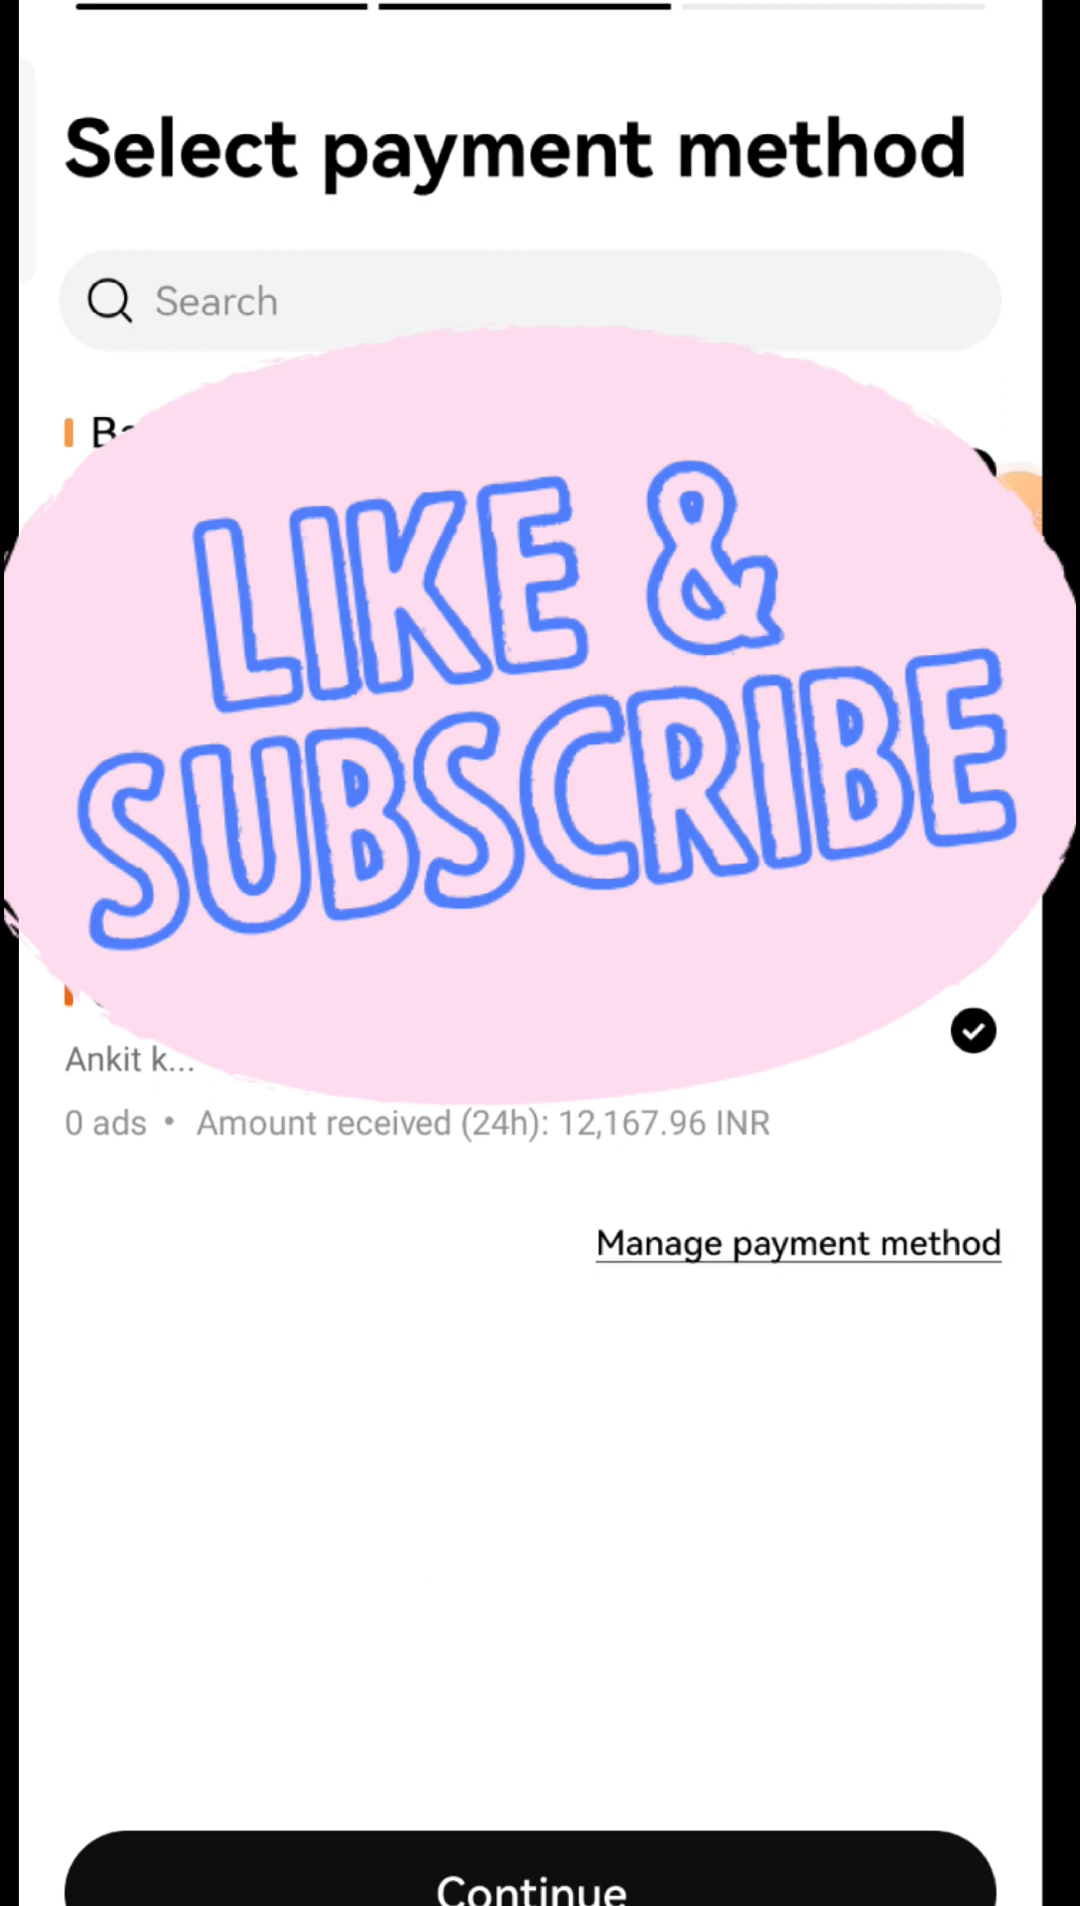 Select payment method
Search
LIKE &
SUBSCRIBE
Ankit k...
0 ads • Amount received (24h): 12,167.96 INR
Manage payment method
Continue